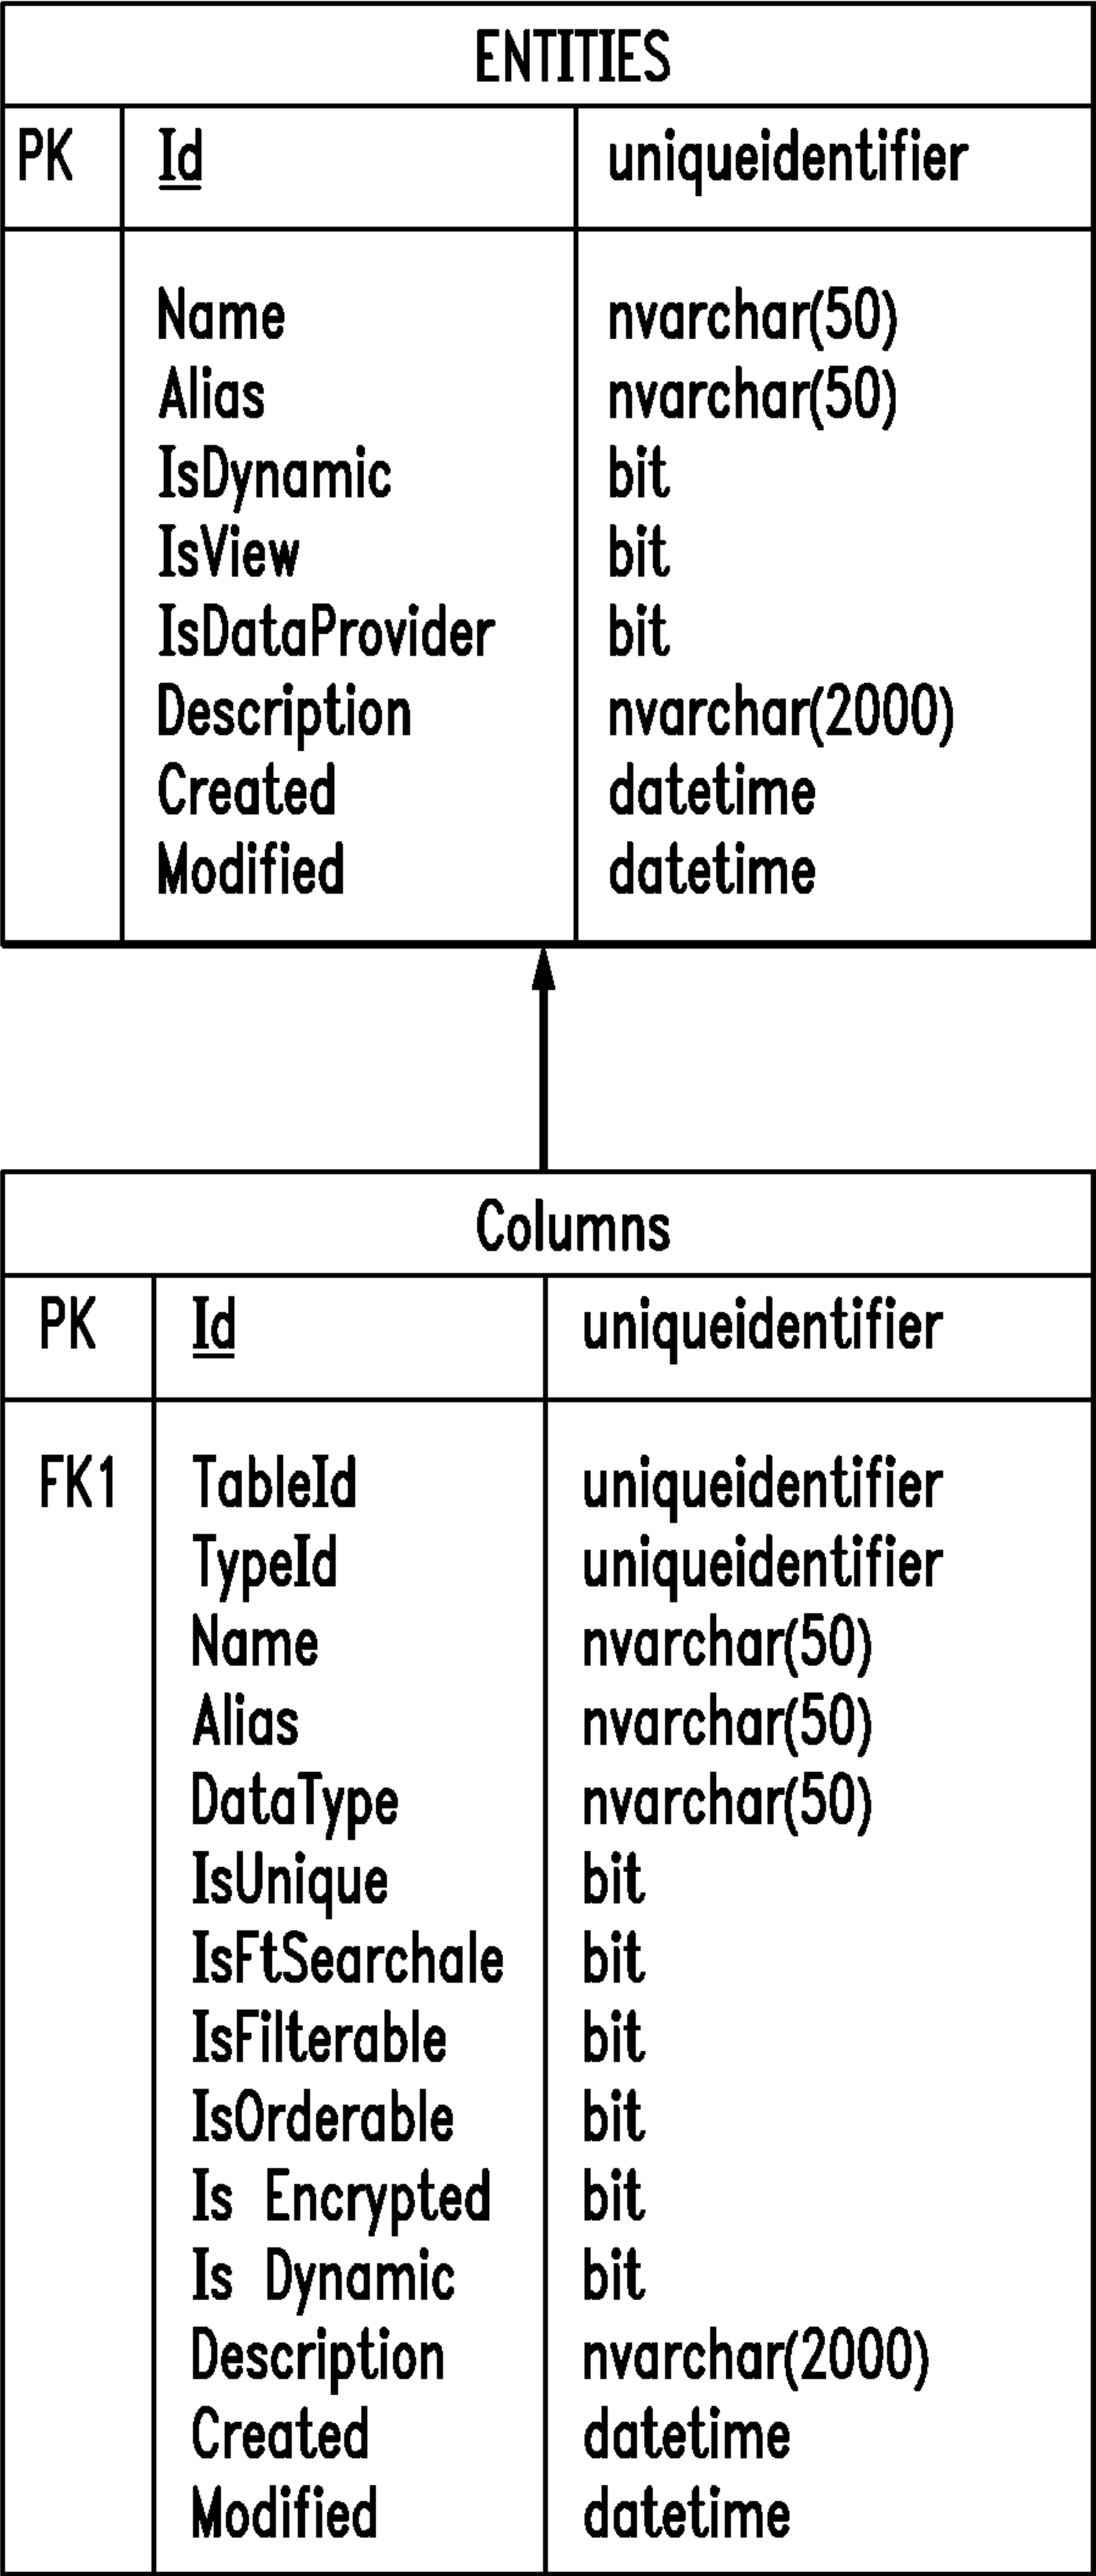 ENTITIES
PK Id uniqueidentifier
Name nvarchar(50)
Alias nvarchar(50)
IsDynamic bit
IsView bit
IsDataProvider bit
Description nvarchar(2000)
Created datetime
Modified datetime
Columns
PK Id uniqueidentifier
FK1 TableId uniqueidentifier
TypeId uniqueidentifier
Name nvarchar(50)
Alias nvarchar(50)
DataType nvarchar(50)
IsUnique bit
IsFtSearchale bit
IsFilterable bit
IsOrderable bit
Is Encrypted bit
Is Dynamic bit
Description nvarchar(2000)
Created datetime
Modified datetime